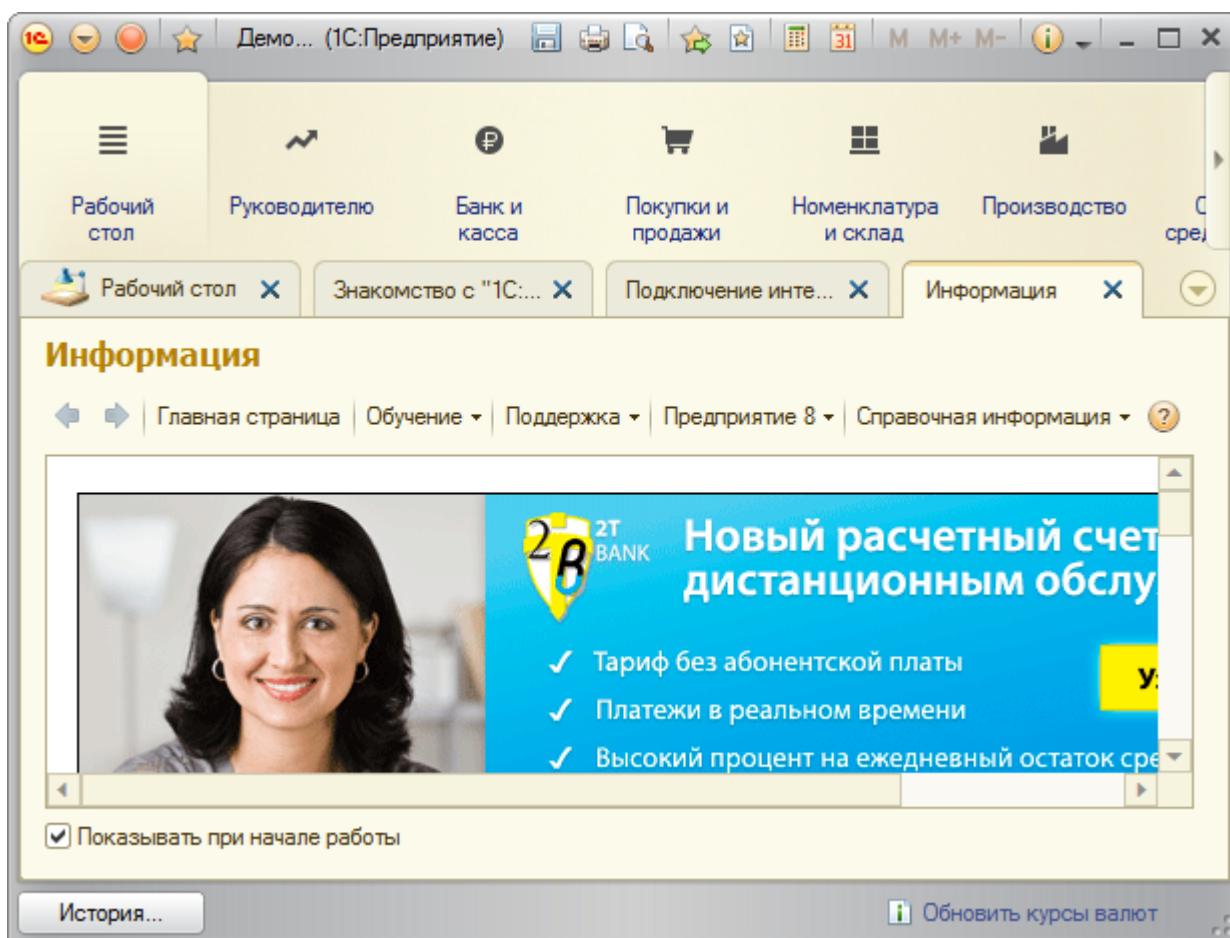 1С Демо... (1С:Предприятие) 31 M M+ M-
Рабочий стол
Руководителю
Банк и касса
Покупки и продажи
Номенклатура и склад
Производство
Рабочий стол
Знакомство с "1С:...
Подключение инте...
Информация
Информация
Главная страница Обучение Поддержка Предприятие 8 Справочная информация ?
2T
BANK
Новый расчетный счет
дистанционным обслу
Тариф без абонентской платы
Платежи в реальном времени
Высокий процент на ежедневный остаток сре
Показывать при начале работы
История...
Обновить курсы валют